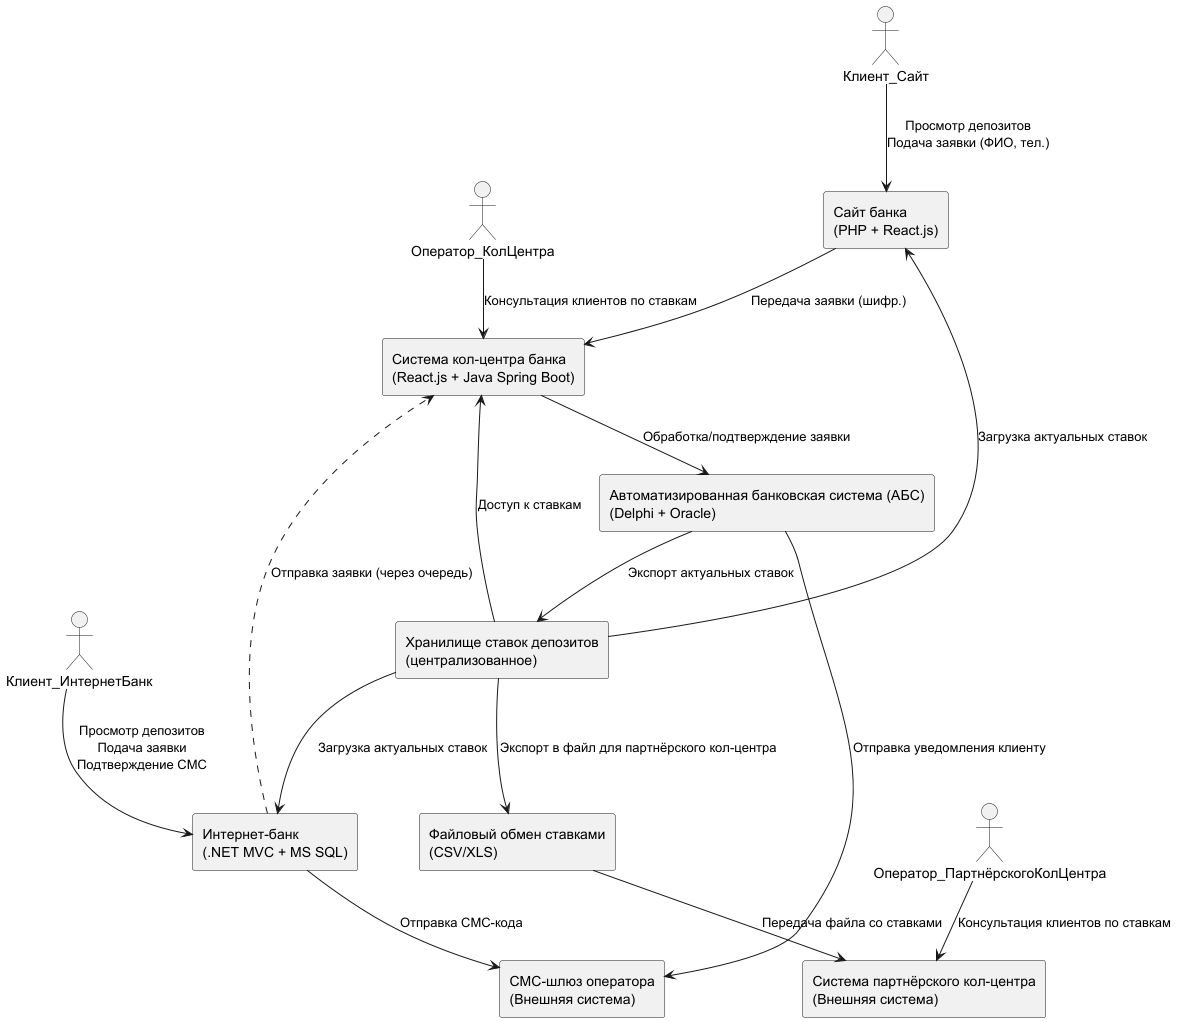 Клиент_Сайт
Просмотр депозитов
Подача заявки (ФИО, тел.)
Оператор_КолЦентра
Сайт банка
(PHP + React.js)
Консультация клиентов по ставкам
Передача заявки (шифр.)
Система кол-центра банка
(React.js + Java Spring Boot)
Обработка/подтверждение заявки
Загрузка актуальных ставок
Доступ к ставкам
Автоматизированная банковская система (АБС)
(Delphi + Oracle)
Отправка заявки (через очередь)
Экспорт актуальных ставок
Хранилище ставок депозитов
(централизованное)
Клиент_ИнтернетБанк
Просмотр депозитов
Подача заявки
Подтверждение СМС
Загрузка актуальных ставок
Экспорт в файл для партнёрского кол-центра
Отправка уведомления клиенту
Интернет-банк
(.NET MVC + MS SQL)
Файловый обмен ставками
(CSV/XLS)
Оператор_ПартнёрскогоКолЦентра
Отправка СМС-кода
Передача файла со ставками
Консультация клиентов по ставкам
СМС-шлюз оператора
(Внешняя система)
Система партнёрского кол-центра
(Внешняя система)